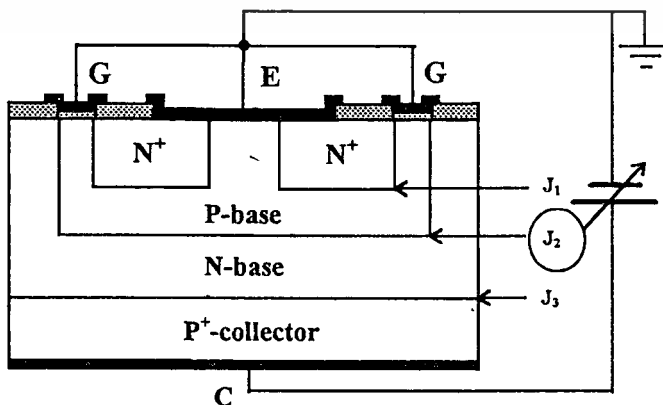 G E G
N+ N+
J1
P-base
J2
N-base
J3
P+-collector
C